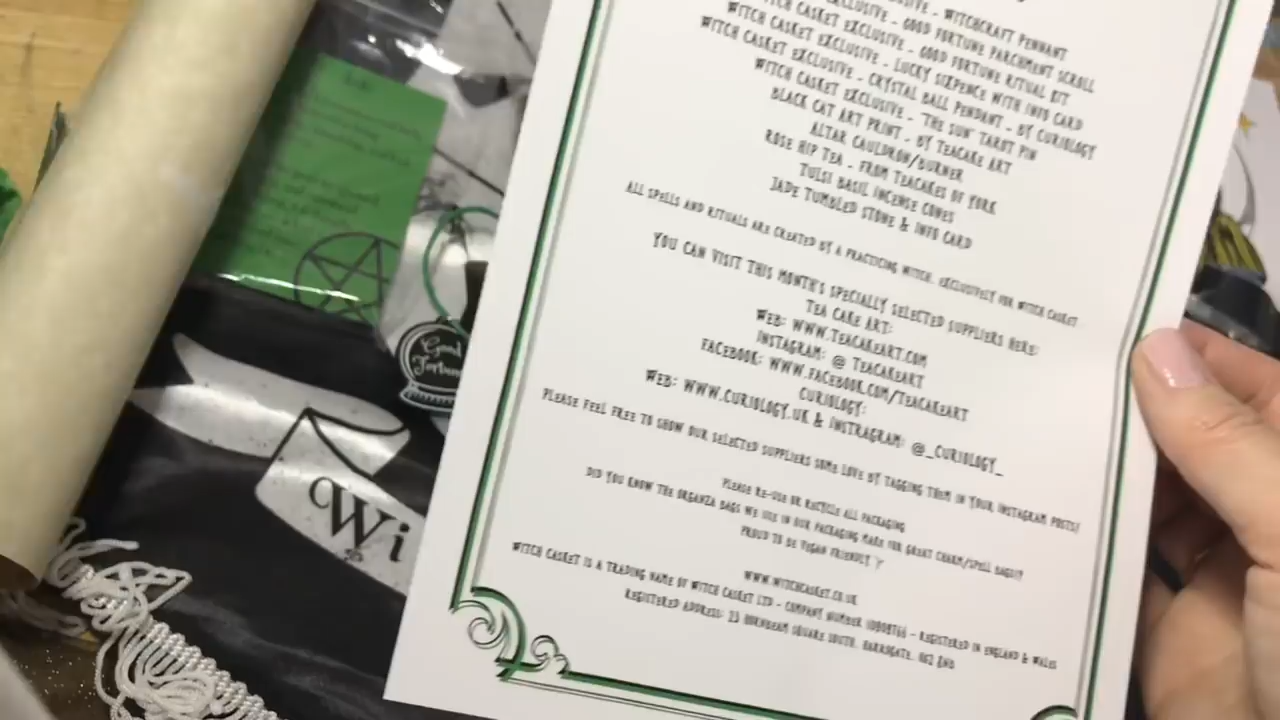 EXCLUSIVE - WITCHCRAFT PENNANT
WITCH CASKET EXCLUSIVE - GOOD FORTUNE PARCHMENT SCROLL
WITCH CASKET EXCLUSIVE - GOOD FORTUNE RITUAL KIT
WITCH CASKET EXCLUSIVE - LUCKY SIXPENCE WITH INFO CARD
WITCH CASKET EXCLUSIVE - CRYSTAL BALL PENDANT - BY CURIOLOGY
WITCH CASKET EXCLUSIVE - "THE SUN" TAROT PIN
BLACK CAT ART PRINT - BY TEACAKE ART
ALTAR CAULDRON/BURNER
ROSE HIP TEA - FROM TEACAKES OF YORK
TULSI BASIL INCENSE CONES
JADE TUMBLED STONE & INFO CARD
ALL SPELLS AND RITUALS ARE CREATED BY A PRACTICING WITCH, EXCLUSIVELY FOR WITCH CASKET
YOU CAN VISIT THIS MONTH'S SPECIALLY SELECTED SUPPLIERS HERE:
TEA CAKE ART:
WEB: WWW.TEACAKEART.COM
INSTAGRAM: @ TEACAKEART
FACEBOOK: WWW.FACEBOOK.COM/TEACAKEART
CURIOLOGY:
WEB: WWW.CURIOLOGY.UK & INSTRAGRAM: @_CURIOLOGY_
PLEASE FEEL FREE TO SHOW OUR SELECTED SUPPLIERS SOME LOVE BY TAGGING THEM IN YOUR INSTAGRAM POSTS!
PLEASE RE-USE OR RECYCLE ALL PACKAGING
DID YOU KNOW THE ORGANZA BAGS WE USE IN OUR PACKAGING MAKE FOR GREAT CHARM/SPELL BAGS!?
PROUD TO BE VEGAN FRIENDLY
WWW.WITCHCASKET.CO.UK
WITCH CASKET IS A TRADING NAME OF WITCH CASKET LTD - COMPANY NUMBER 10808766 - REGISTERED IN ENGLAND & WALES
REGISTERED ADDRESS: 23 HORNBEAM SQUARE SOUTH, HARROGATE, HG2 8NB
Good
Fortune
Wi